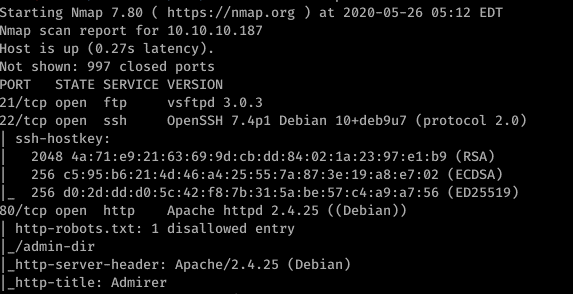 Starting Nmap 7.80 ( https://nmap.org ) at 2020-05-26 05:12 EDT
Nmap scan report for 10.10.10.187
Host is up (0.27s latency).
Not shown: 997 closed ports
PORT   STATE SERVICE VERSION
21/tcp open  ftp     vsftpd 3.0.3
22/tcp open  ssh     OpenSSH 7.4p1 Debian 10+deb9u7 (protocol 2.0)
| ssh-hostkey:
|   2048 4a:71:e9:21:63:69:9d:cb:dd:84:02:1a:23:97:e1:b9 (RSA)
|   256 c5:95:b6:21:4d:46:a4:25:55:7a:87:3e:19:a8:e7:02 (ECDSA)
|_  256 d0:2d:dd:d0:5c:42:f8:7b:31:5a:be:57:c4:a9:a7:56 (ED25519)
80/tcp open  http    Apache httpd 2.4.25 ((Debian))
| http-robots.txt: 1 disallowed entry
|_/admin-dir
|_http-server-header: Apache/2.4.25 (Debian)
|_http-title: Admirer